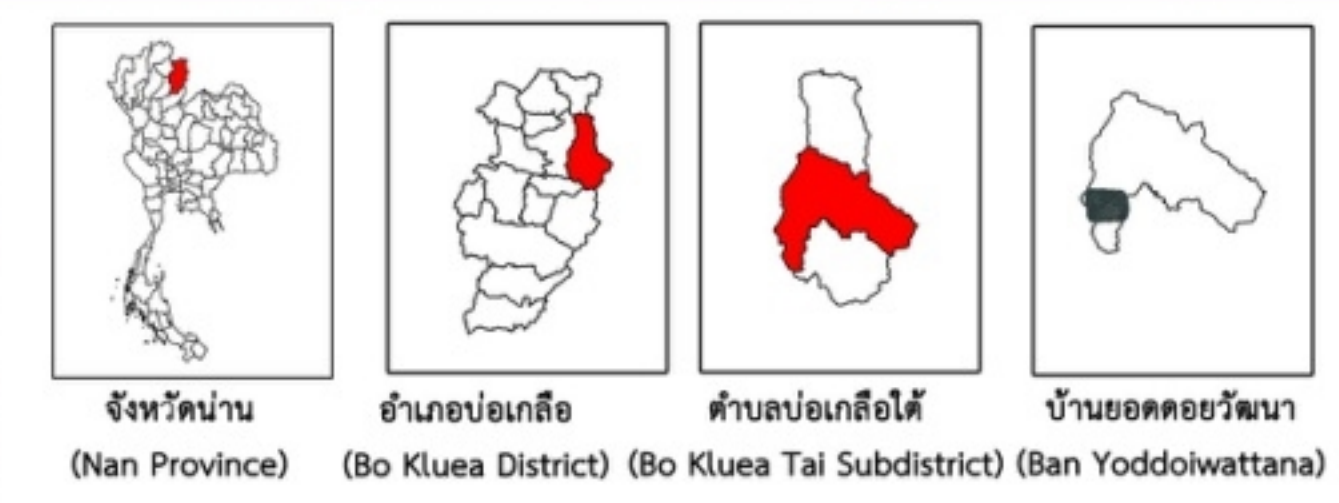 จังหวัดน่าน อำเภอบ่อเกลือ ตำบลบ่อเกลือใต้ บ้านยอดดอยวัฒนา
(Nan Province) (Bo Kluea District) (Bo Kluea Tai Subdistrict) (Ban Yoddoiwattana)